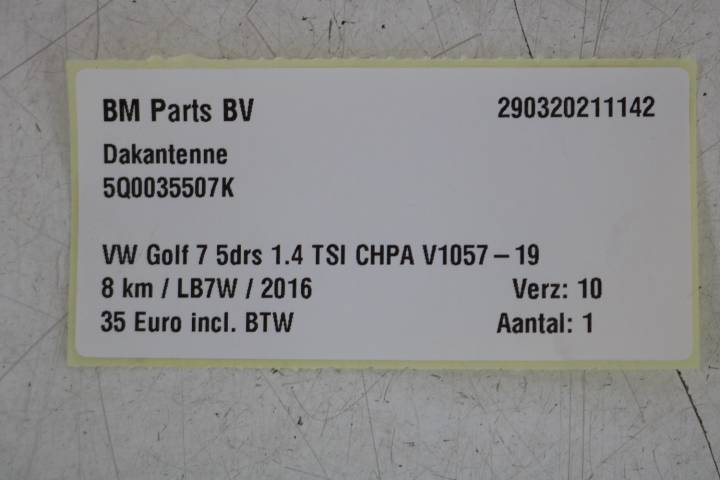 BM Parts BV 290320211142
Dakantenne
5Q0035507K
VW Golf 7 5drs 1.4 TSI CHPA V1057 – 19
8 km / LB7W / 2016 Verz: 10
35 Euro incl. BTW Aantal: 1